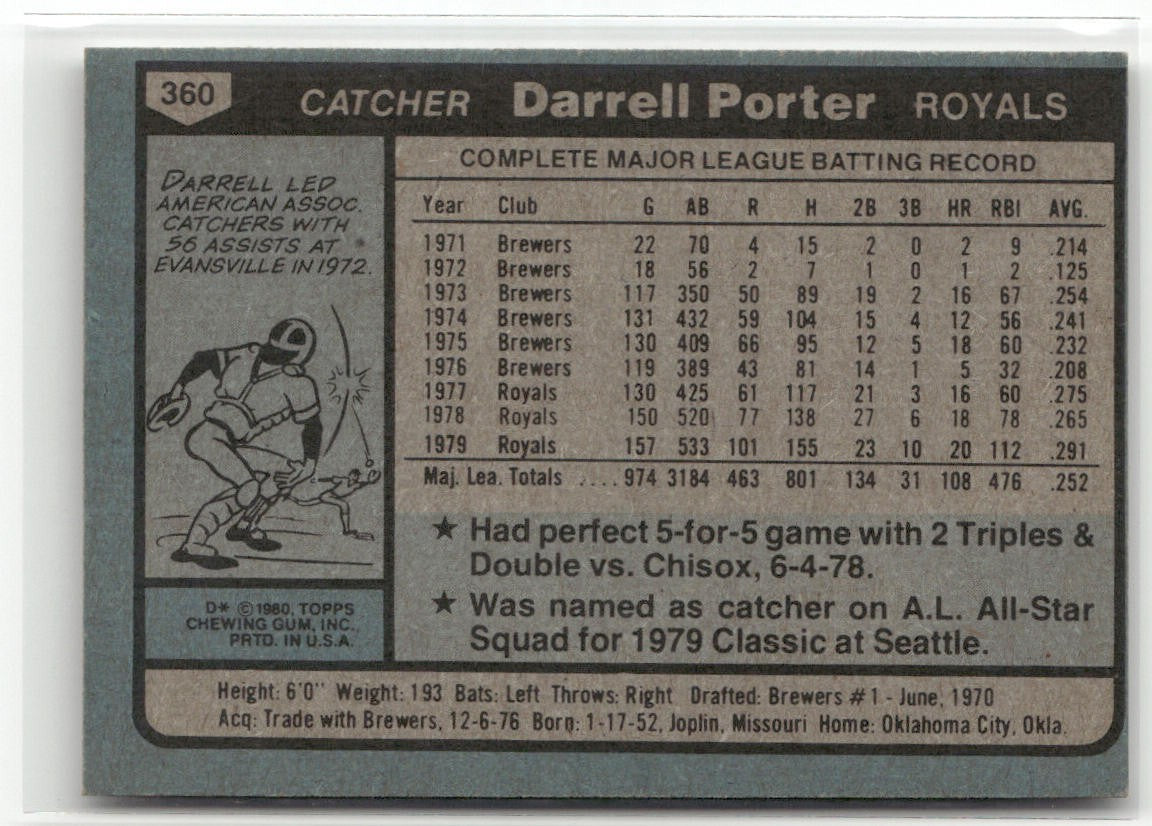 360 CATCHER Darrell Porter ROYALS
DARRELL LED
AMERICAN ASSOC.
CATCHERS WITH
56 ASSISTS AT
EVANSVILLE IN 1972.
D* © 1980, TOPPS
CHEWING GUM, INC.,
PRTD. IN U.S.A.
COMPLETE MAJOR LEAGUE BATTING RECORD
Year Club G AB R H 2B 3B HR RBI AVG.
1971 Brewers 22 70 4 15 2 0 2 9 .214
1972 Brewers 18 56 2 7 1 0 1 2 .125
1973 Brewers 117 350 50 89 19 2 16 67 .254
1974 Brewers 131 432 59 104 15 4 12 56 .241
1975 Brewers 130 409 66 95 12 5 18 60 .232
1976 Brewers 119 389 43 81 14 1 5 32 .208
1977 Royals 130 425 61 117 21 3 16 60 .275
1978 Royals 150 520 77 138 27 6 18 78 .265
1979 Royals 157 533 101 155 23 10 20 112 .291
Maj. Lea. Totals .... 974 3184 463 801 134 31 108 476 .252
★ Had perfect 5-for-5 game with 2 Triples &
Double vs. Chisox, 6-4-78.
★ Was named as catcher on A.L. All-Star
Squad for 1979 Classic at Seattle.
Height: 6'0" Weight: 193 Bats: Left Throws: Right Drafted: Brewers #1 - June, 1970
Acq: Trade with Brewers, 12-6-76 Born: 1-17-52, Joplin, Missouri Home: Oklahoma City, Okla.